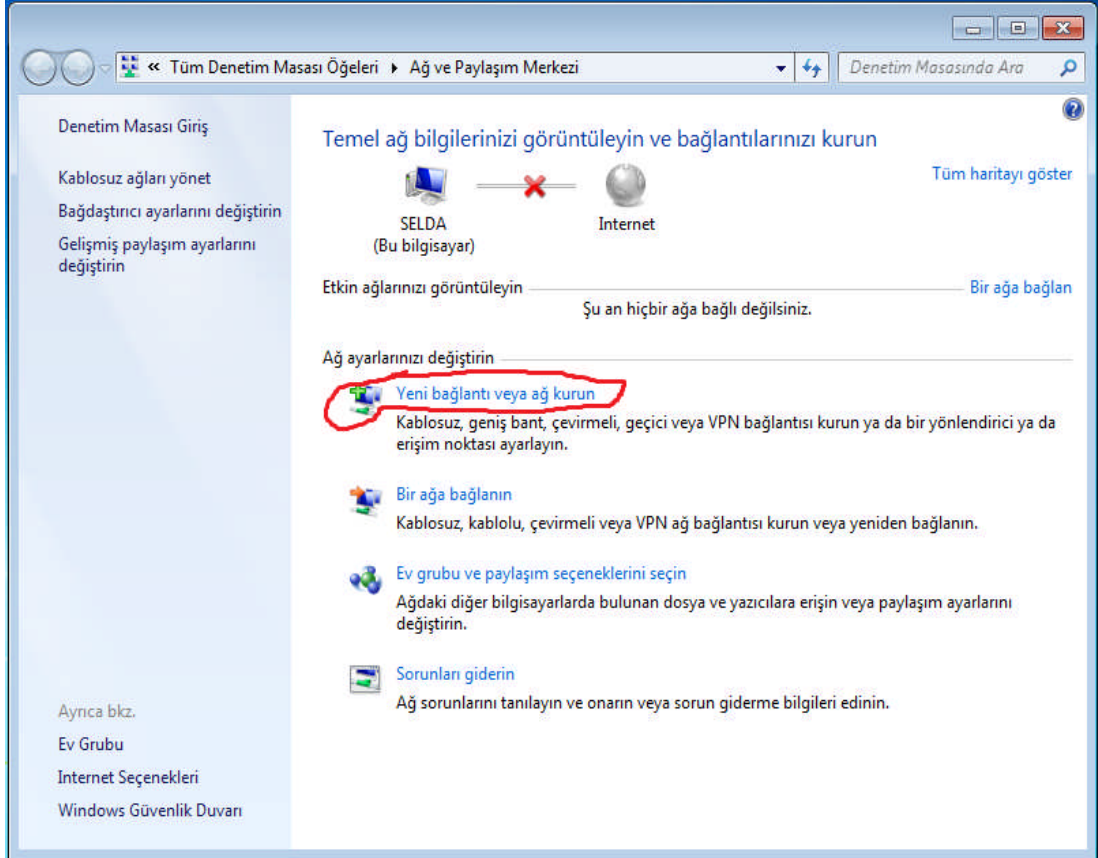 « Tüm Denetim Masası Öğeleri ▸ Ağ ve Paylaşım Merkezi
Denetim Masasında Ara
Denetim Masası Giriş
Kablosuz ağları yönet
Bağdaştırıcı ayarlarını değiştirin
Gelişmiş paylaşım ayarlarını
değiştirin
Temel ağ bilgilerinizi görüntüleyin ve bağlantılarınızı kurun
Tüm haritayı göster
SELDA
(Bu bilgisayar)
Internet
Etkin ağlarınızı görüntüleyin
Bir ağa bağlan
Şu an hiçbir ağa bağlı değilsiniz.
Ağ ayarlarınızı değiştirin
Yeni bağlantı veya ağ kurun
Kablosuz, geniş bant, çevirmeli, geçici veya VPN bağlantısı kurun ya da bir yönlendirici ya da
erişim noktası ayarlayın.
Bir ağa bağlanın
Kablosuz, kablolu, çevirmeli veya VPN ağ bağlantısı kurun veya yeniden bağlanın.
Ev grubu ve paylaşım seçeneklerini seçin
Ağdaki diğer bilgisayarlarda bulunan dosya ve yazıcılara erişin veya paylaşım ayarlarını
değiştirin.
Sorunları giderin
Ağ sorunlarını tanılayın ve onarın veya sorun giderme bilgileri edinin.
Ayrıca bkz.
Ev Grubu
Internet Seçenekleri
Windows Güvenlik Duvarı